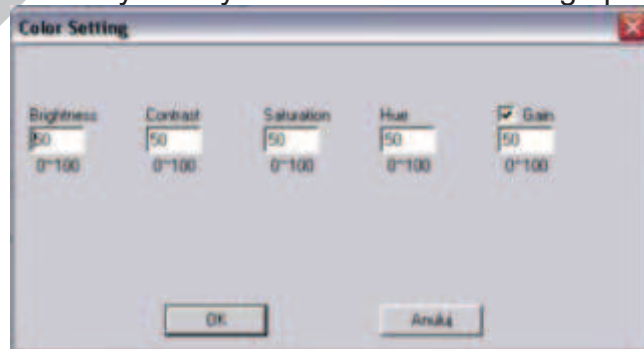 Color Setting
Brightness Contrast Saturation Hue Gain
50 50 50 50 50
0~100 0~100 0~100 0~100 0~100
OK Anuluj